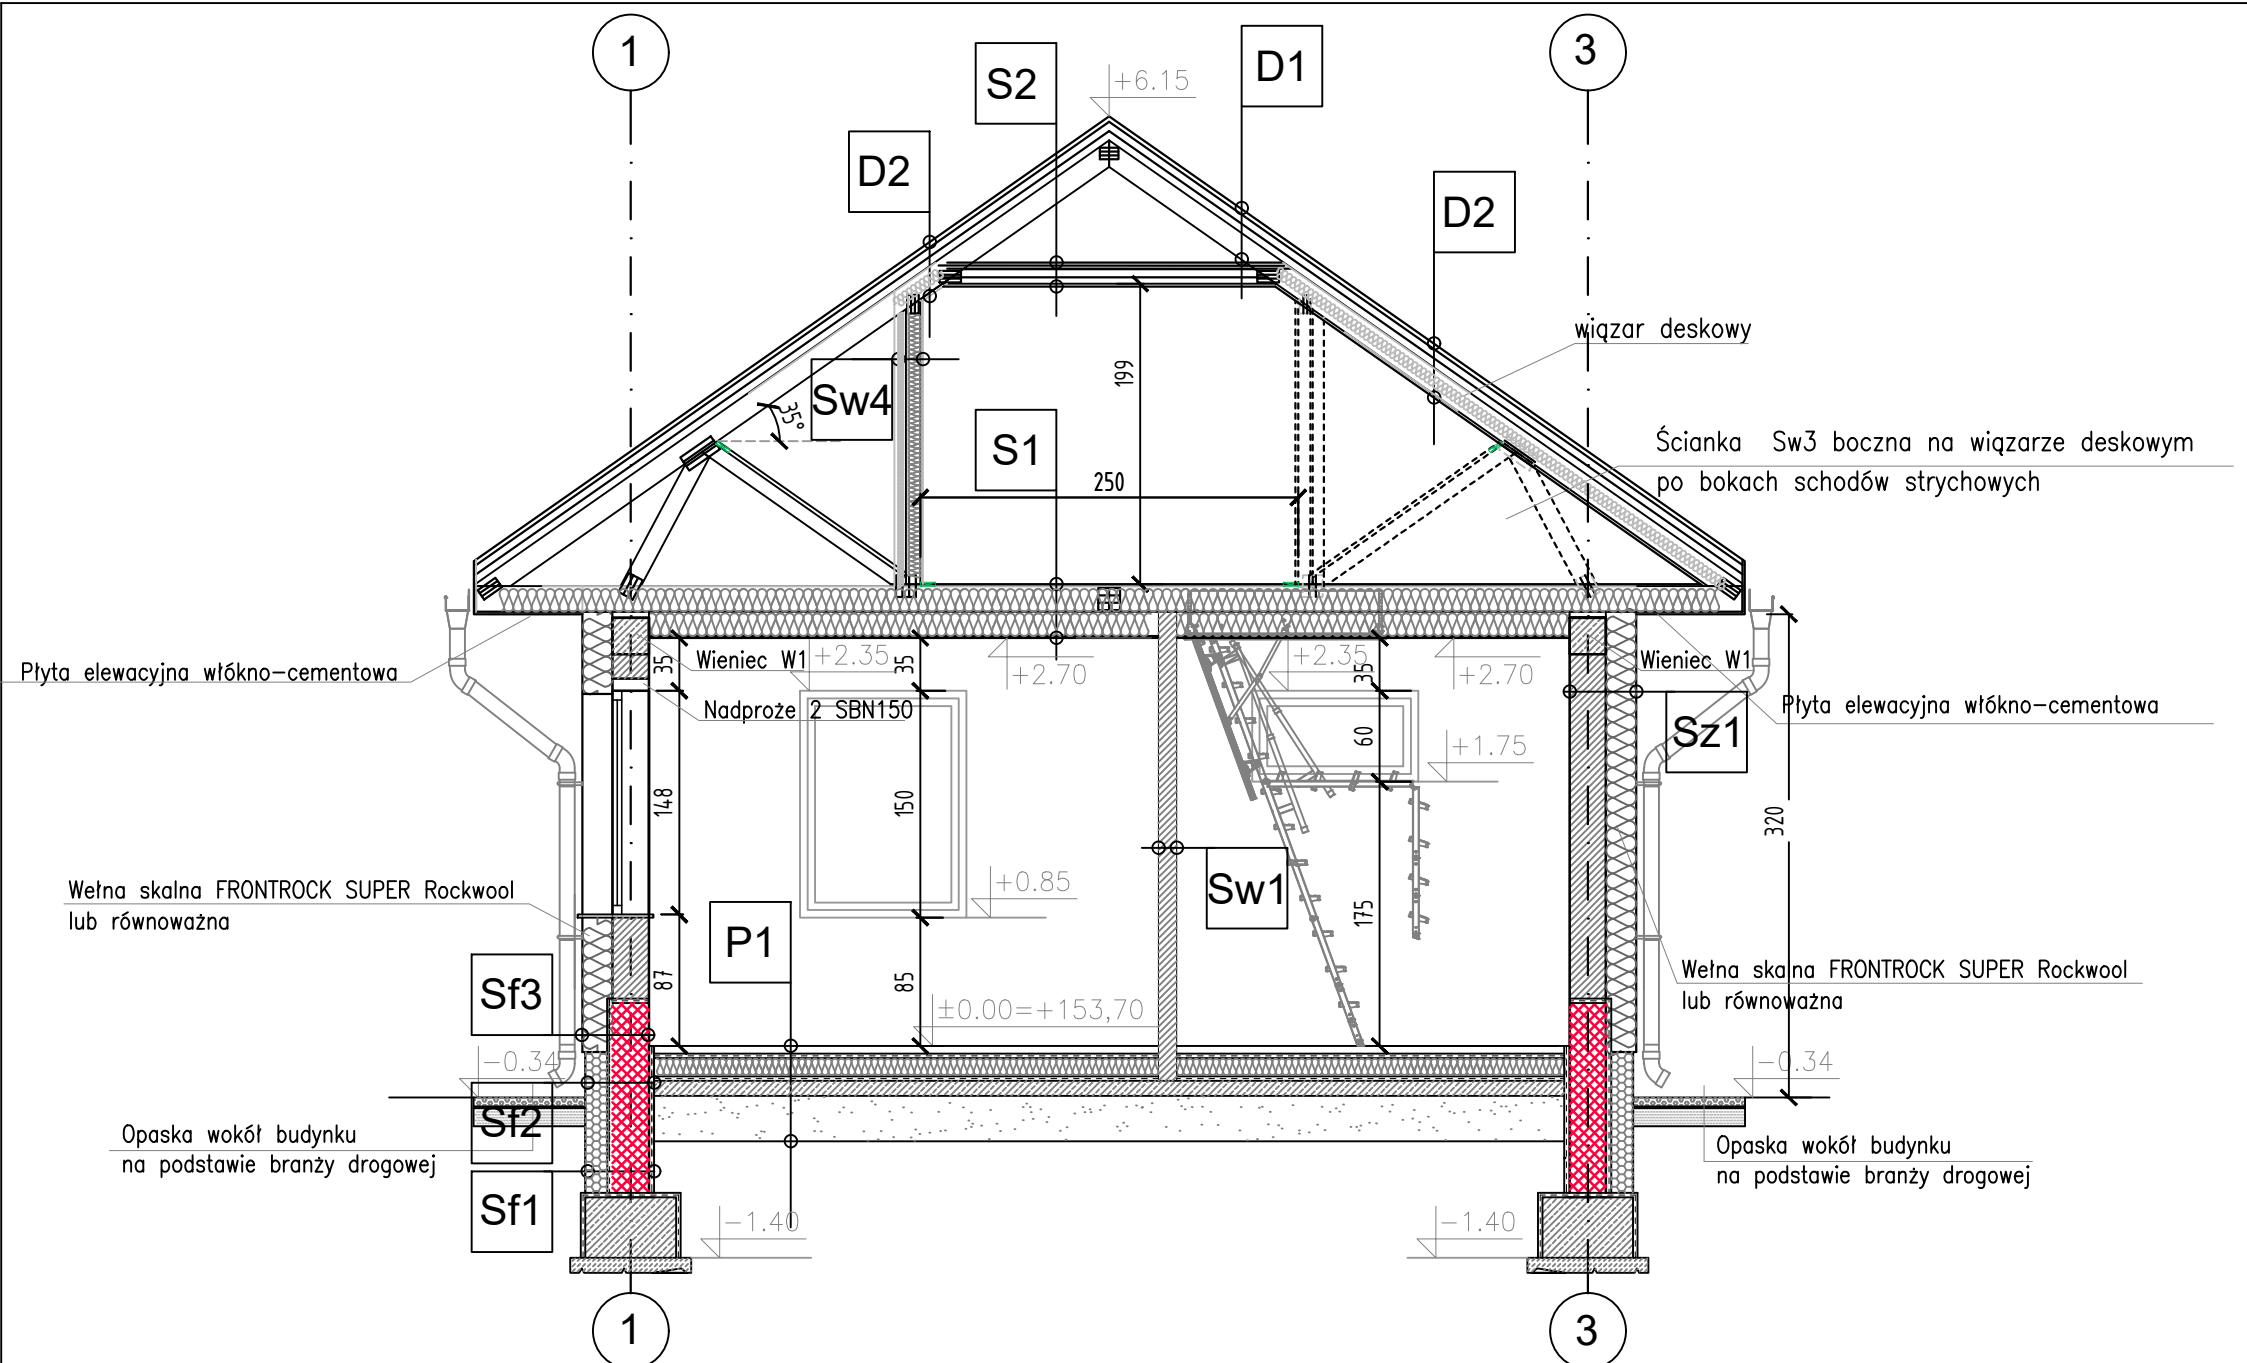 1
3
S2
D1
+6.15
D2
D2
wiązar deskowy
199
Sw4
35°
S1
250
Ścianka Sw3 boczna na wiązarze deskowym
po bokach schodów strychowych
Płyta elewacyjna włókno-cementowa
35
Wieniec W1
+2.35
35
+2.70
+2.35
35
+2.70
Wieniec W1
Nadproże 2 SBN150
Płyta elewacyjna włókno-cementowa
Sz1
60
+1.75
148
150
320
Wełna skalna FRONTROCK SUPER Rockwool
lub równoważna
+0.85
Sw1
175
P1
87
85
Sf3
Wełna skalna FRONTROCK SUPER Rockwool
lub równoważna
±0.00=+153,70
-0.34
-0.34
Sf2
Opaska wokół budynku
na podstawie branży drogowej
Opaska wokół budynku
na podstawie branży drogowej
Sf1
-1.40
-1.40
1
3